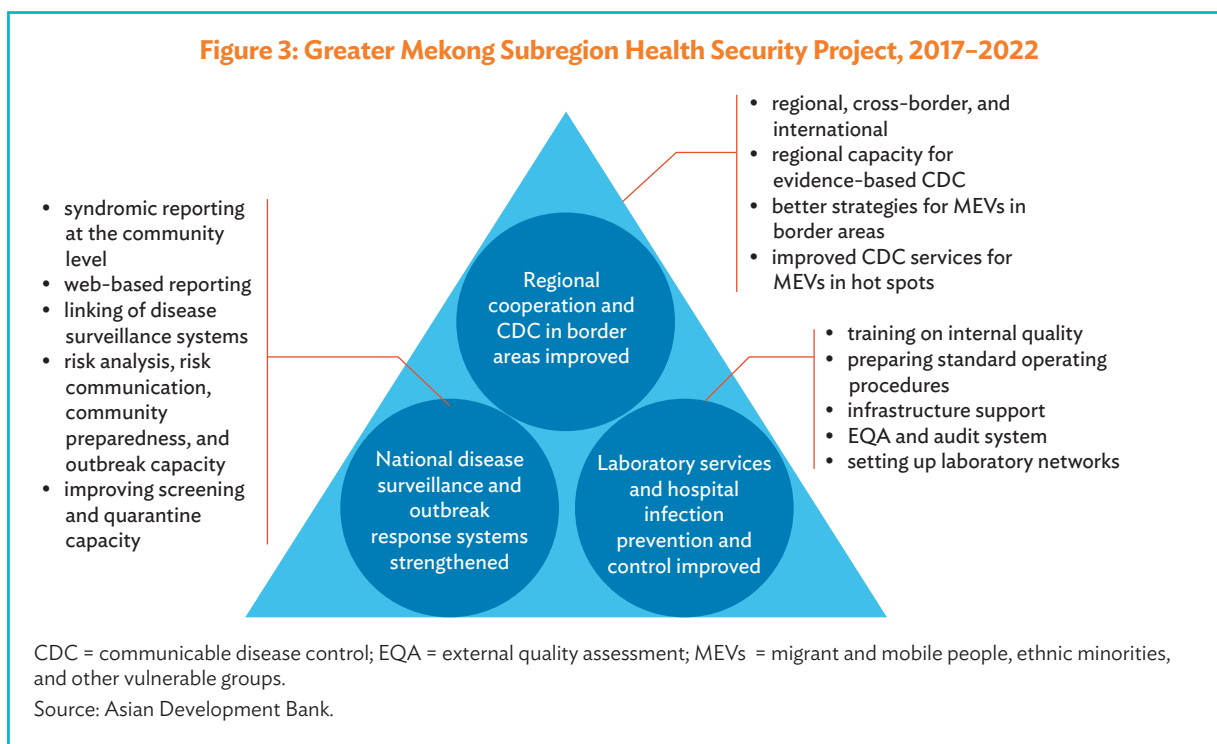 Figure 3: Greater Mekong Subregion Health Security Project, 2017–2022
• regional, cross-border, and
international
• regional capacity for
evidence-based CDC
• better strategies for MEVs in
border areas
• improved CDC services for
MEVs in hot spots
• syndromic reporting
at the community
level
• web-based reporting
• linking of disease
surveillance systems
• risk analysis, risk
communication,
community
preparedness, and
outbreak capacity
• improving screening
and quarantine
capacity
Regional
cooperation and
CDC in border
areas improved
• training on internal quality
• preparing standard operating
procedures
• infrastructure support
• EQA and audit system
• setting up laboratory networks
National disease
surveillance and
outbreak
response systems
strengthened
Laboratory services
and hospital
infection
prevention and
control improved
CDC = communicable disease control; EQA = external quality assessment; MEVs = migrant and mobile people, ethnic minorities,
and other vulnerable groups.
Source: Asian Development Bank.